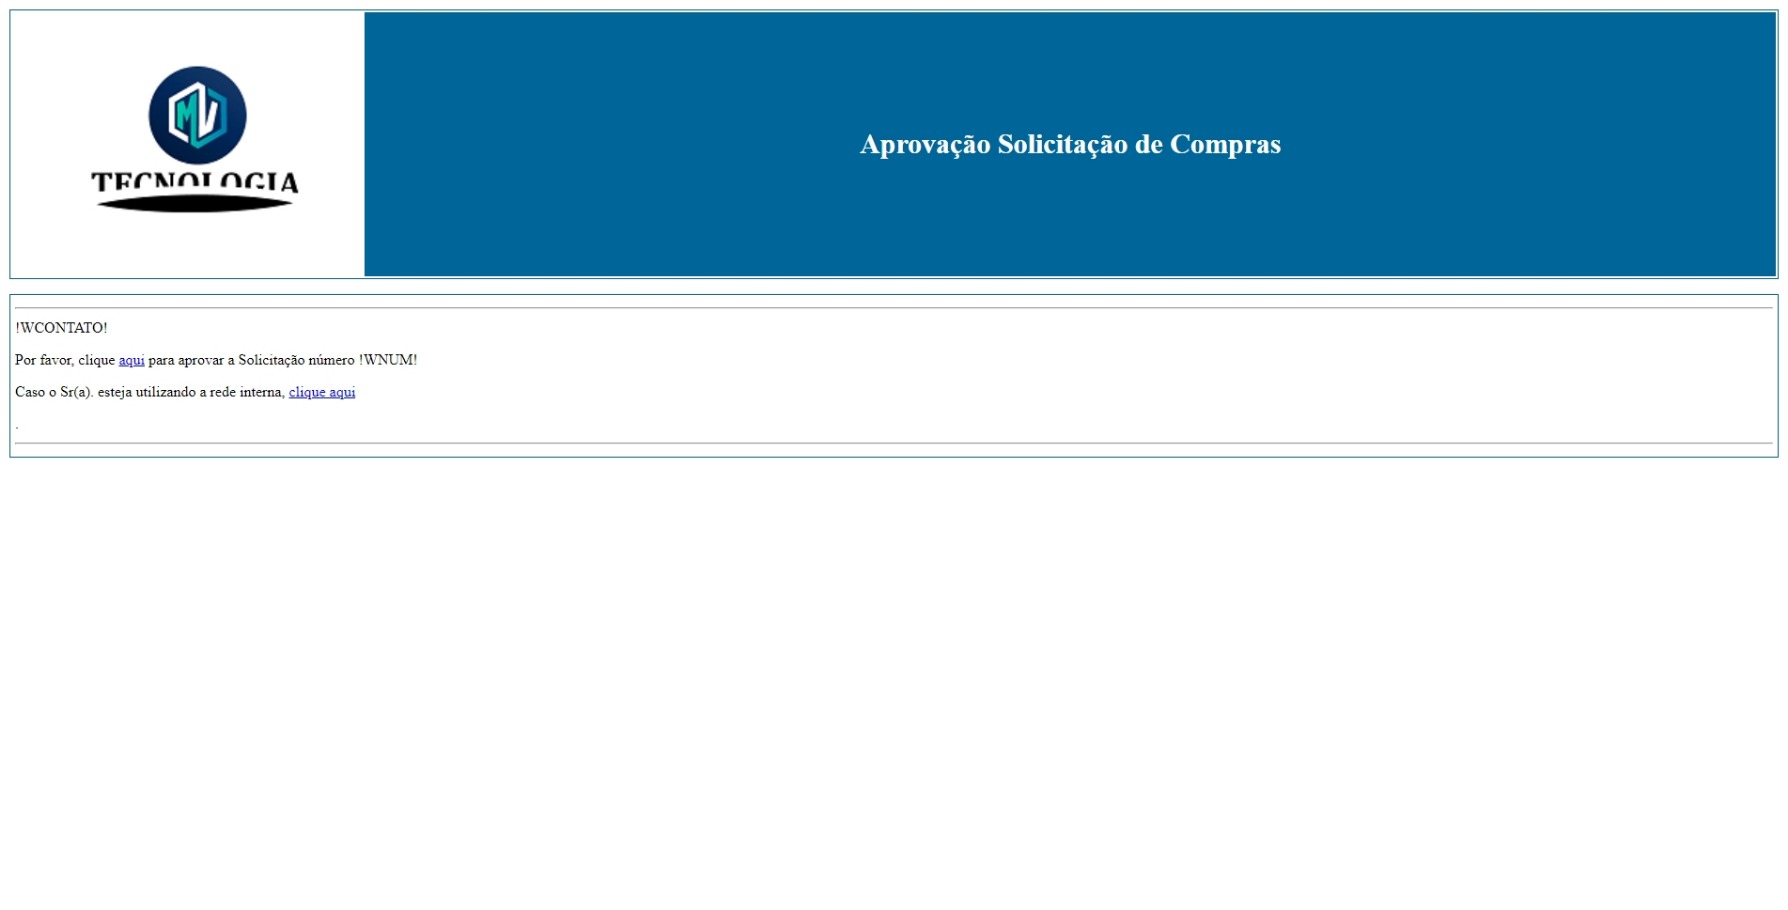 MV
TECNOLOGIA
Aprovação Solicitação de Compras
!WCONTATO!
Por favor, clique aqui para aprovar a Solicitação número !WNUM!
Caso o Sr(a). esteja utilizando a rede interna, clique aqui
.